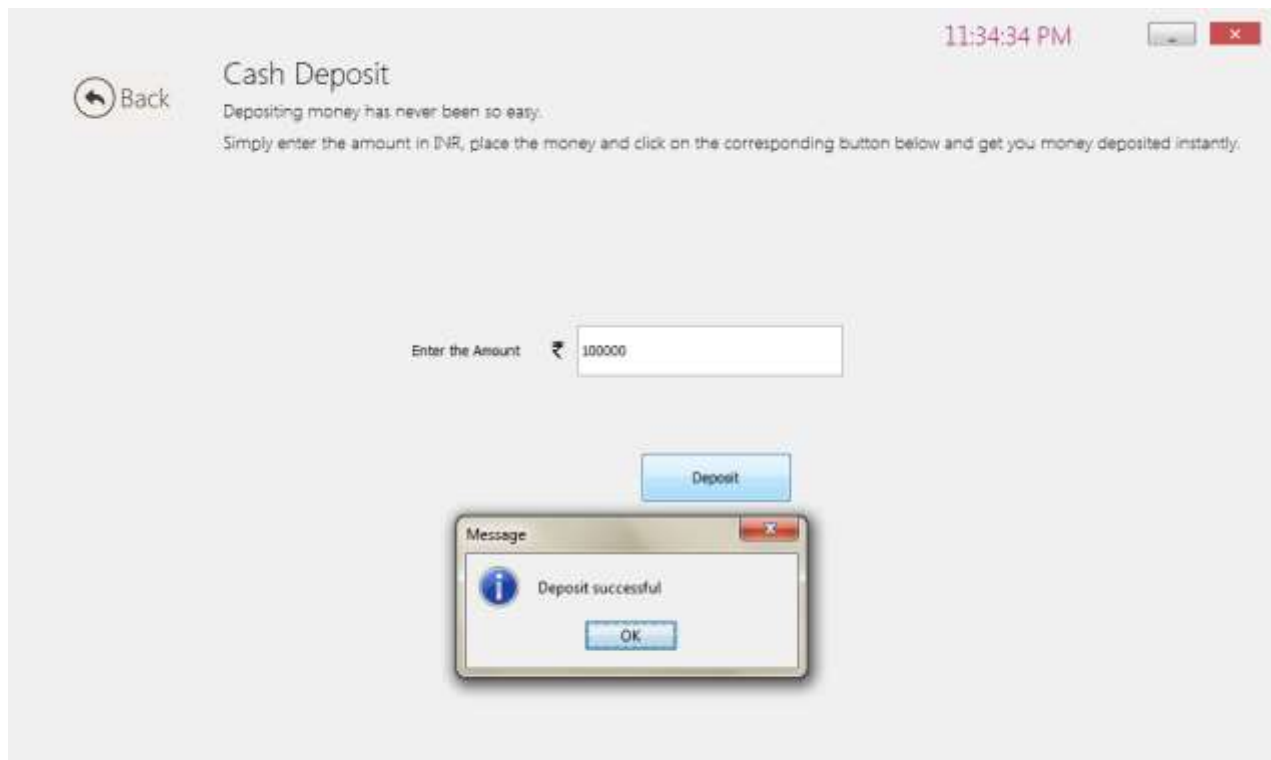 11:34:34 PM
Back
Cash Deposit
Depositing money has never been so easy.
Simply enter the amount in INR, place the money and click on the corresponding button below and get you money deposited instantly.
Enter the Amount ₹ 100000
Deposit
Message
Deposit successful
OK